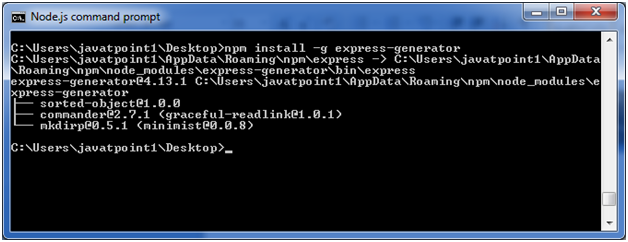 Node.js command prompt
C:\Users\javatpoint1\Desktop>npm install -g express-generator
C:\Users\javatpoint1\AppData\Roaming\npm\express -> C:\Users\javatpoint1\AppData
\Roaming\npm\node_modules\express-generator\bin\express
express-generator@4.13.1 C:\Users\javatpoint1\AppData\Roaming\npm\node_modules\e
xpress-generator
├── sorted-object@1.0.0
├── commander@2.7.1 (graceful-readlink@1.0.1)
└── mkdirp@0.5.1 (minimist@0.0.8)
C:\Users\javatpoint1\Desktop>_